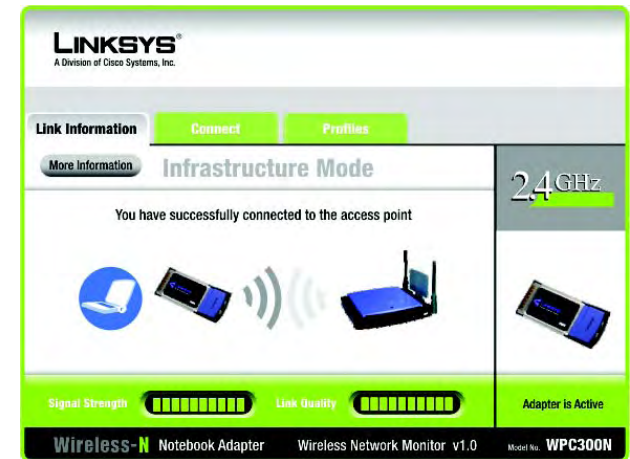 LINKSYS®
A Division of Cisco Systems, Inc.
Link Information
Connect
Profiles
More Information
Infrastructure Mode
2.4GHz
You have successfully connected to the access point
Signal Strength
Link Quality
Adapter is Active
Wireless-N Notebook Adapter
Wireless Network Monitor v1.0
Model No. WPC300N